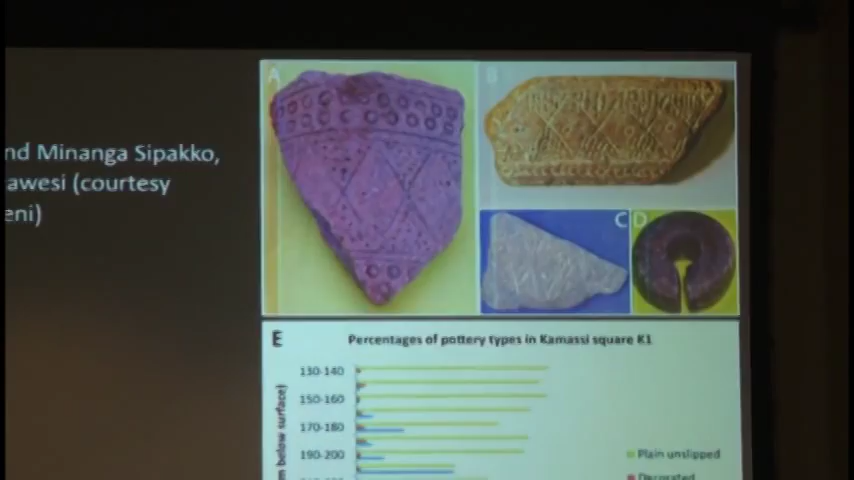 nd Minanga Sipakko,
awesi (courtesy
eni)
A
B
C
D
E
Percentages of pottery types in Kamassi square K1
130-140
150-160
170-180
190-200
m below surface)
Plain unslipped
Decorated